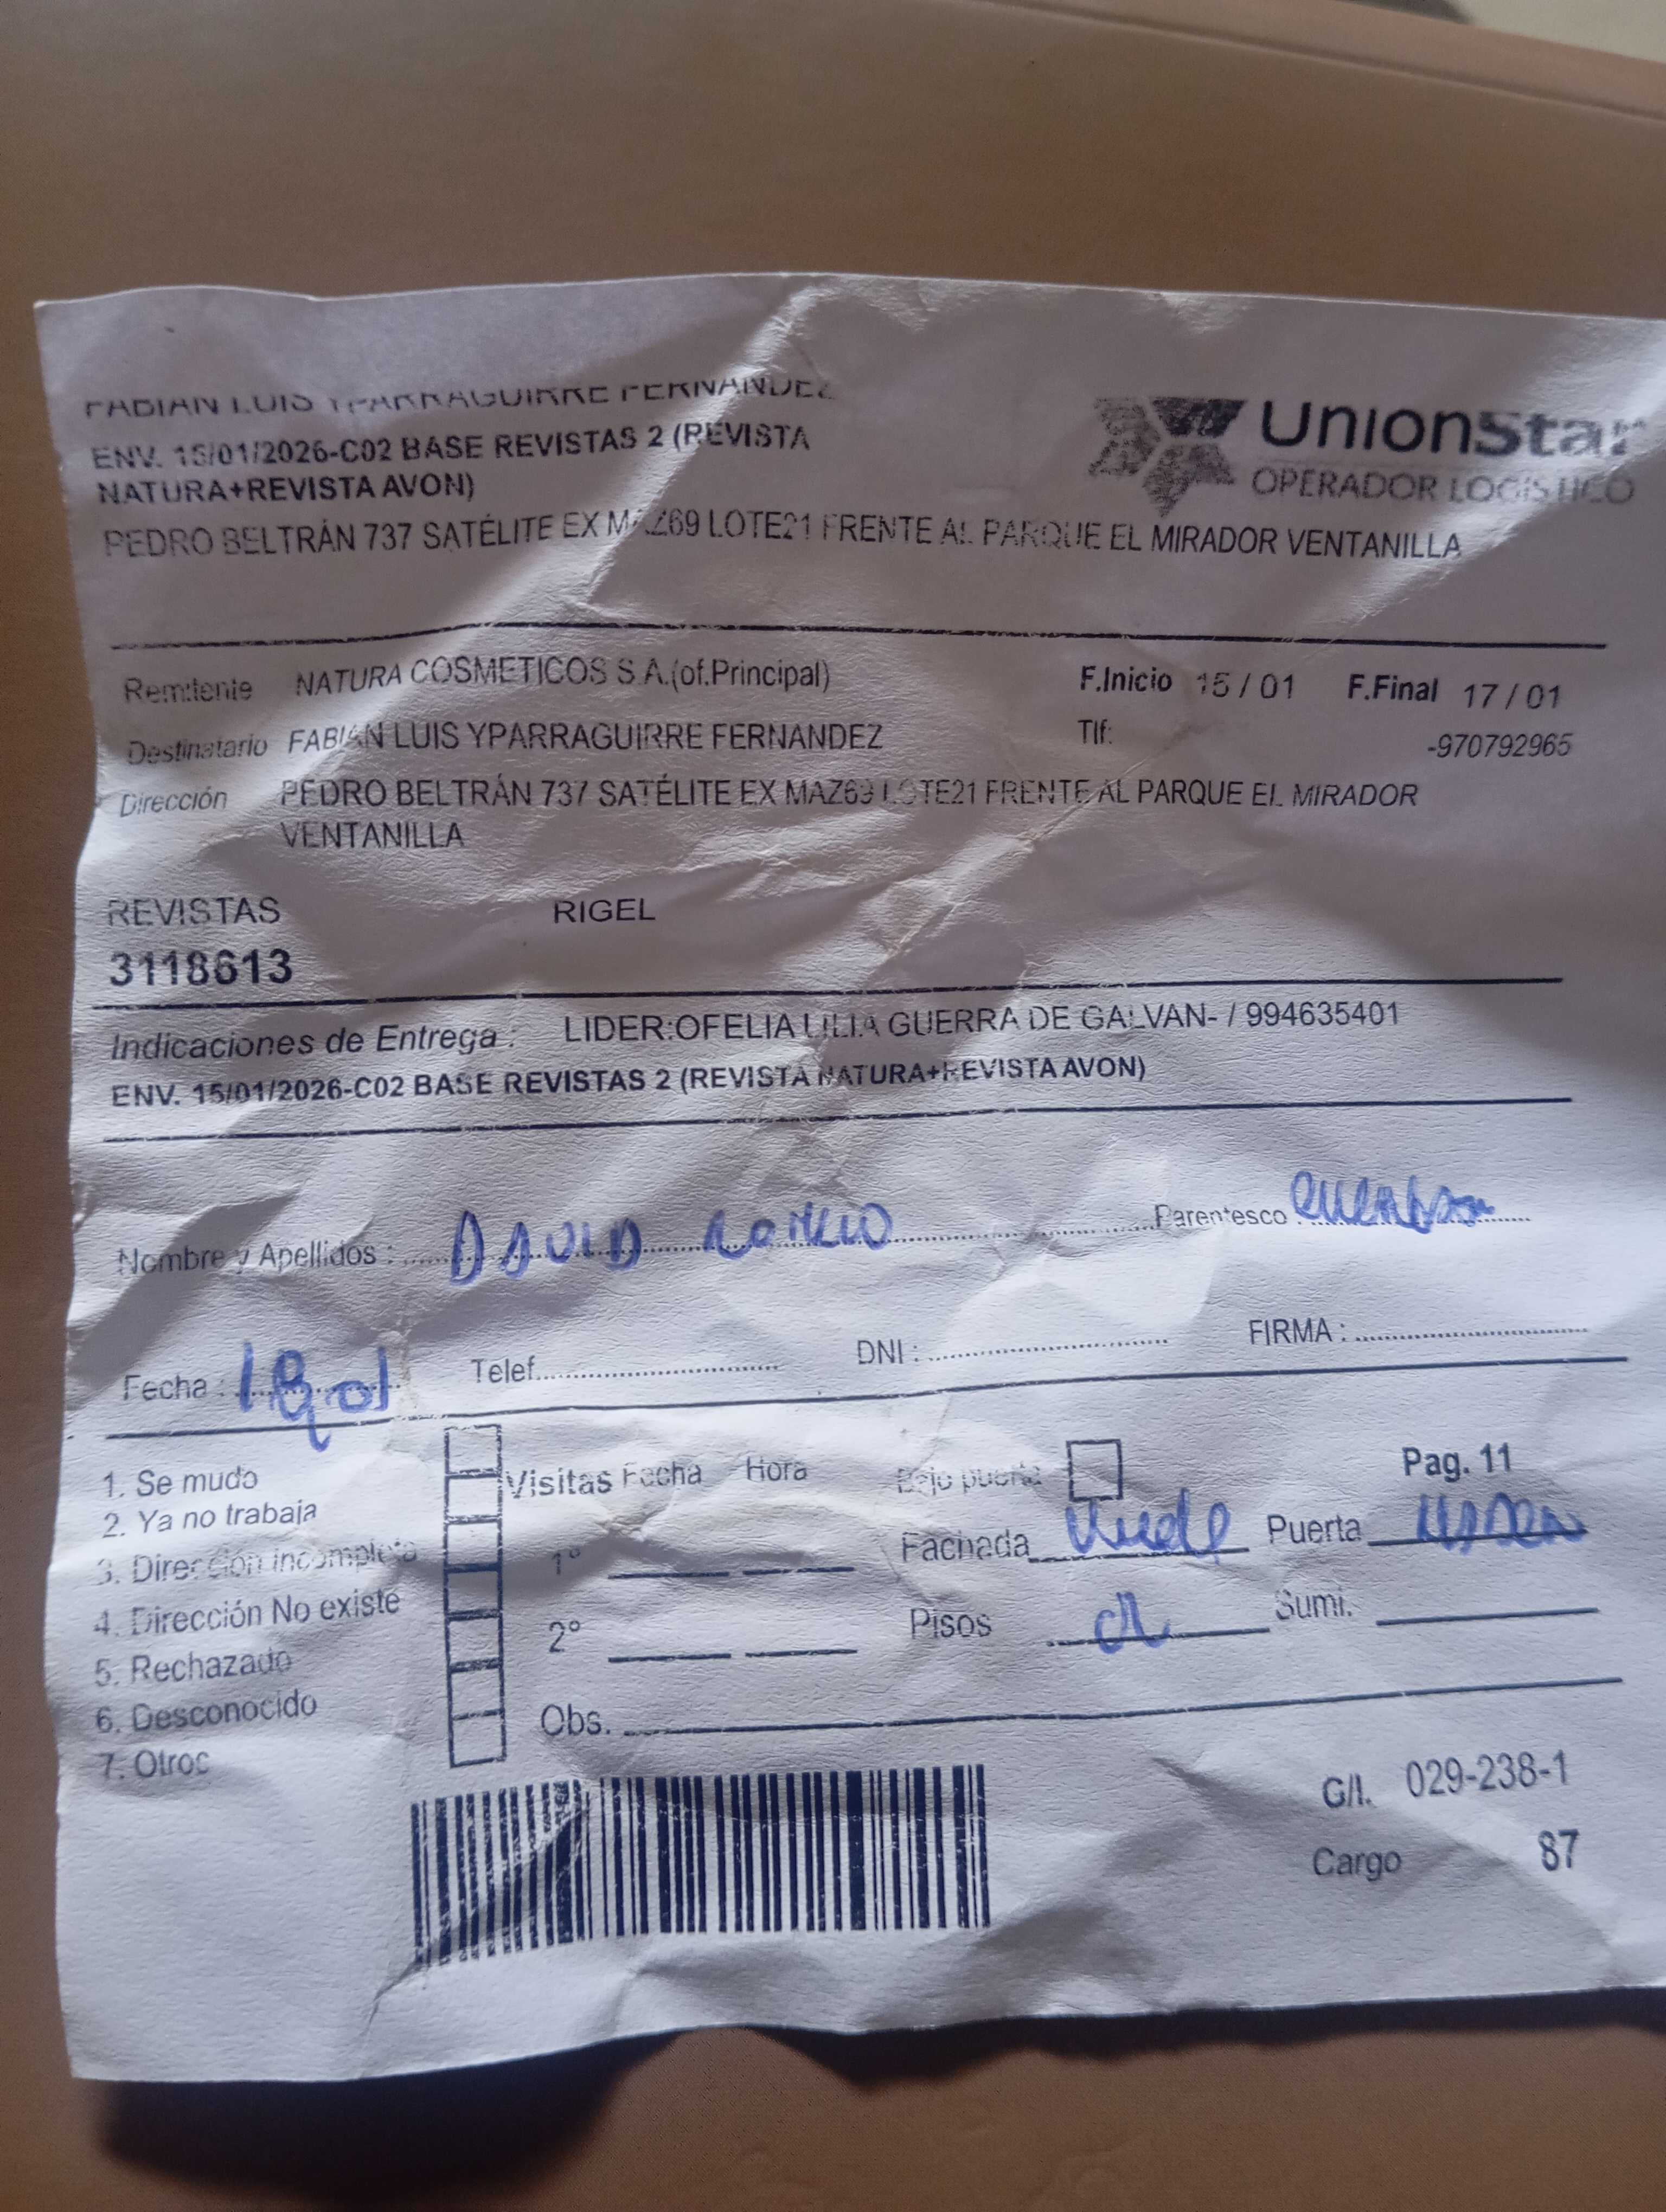 FABIAN LUIS YPARRAGUIRRE FERNANDEZ
ENV. 15/01/2026-C02 BASE REVISTAS 2 (REVISTA
NATURA+REVISTA AVON)
UnionStar
OPERADOR LOGÍSTICO
PEDRO BELTRÁN 737 SATÉLITE EX MAZ69 LOTE21 FRENTE AL PARQUE EL MIRADOR VENTANILLA
Remitente NATURA COSMETICOS S.A.(of.Principal) F.Inicio 15 / 01 F.Final 17 / 01
Destinatario FABIAN LUIS YPARRAGUIRRE FERNANDEZ Tlf: -970792965
Dirección PEDRO BELTRÁN 737 SATÉLITE EX MAZ69 LOTE21 FRENTE AL PARQUE EL MIRADOR
VENTANILLA
REVISTAS RIGEL
3118613
Indicaciones de Entrega : LIDER:OFELIA LILIA GUERRA DE GALVAN- / 994635401
ENV. 15/01/2026-C02 BASE REVISTAS 2 (REVISTA NATURA+REVISTA AVON)
Nombre y Apellidos : DAVID Parentesco :
Fecha : Telef. DNI : FIRMA :
1. Se mudo
2. Ya no trabaja
3. Dirección incompleta
4. Dirección No existe
5. Rechazado
6. Desconocido
7. Otros
Visitas Fecha Hora
1º
2º
Obs.
Bajo puerta Pag. 11
Fachada Puerta
Pisos Sumi.
G/I. 029-238-1
Cargo 87